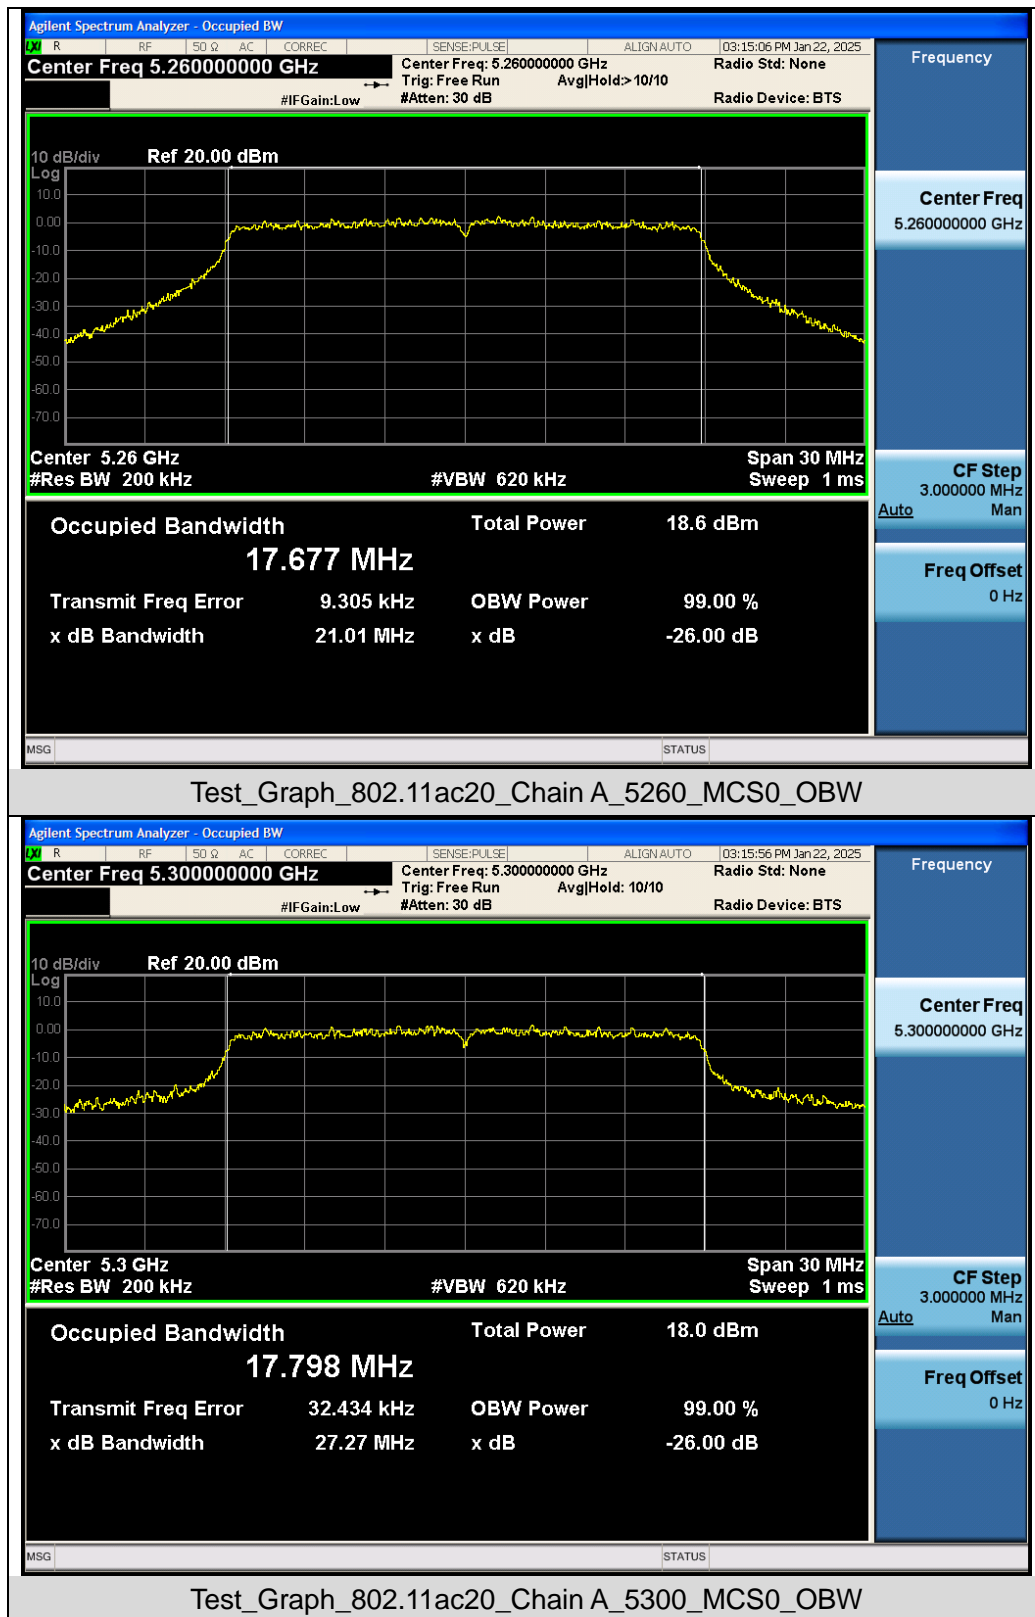 Agilent Spectrum Analyzer - Occupied BW
LXI R RF 50 Ω AC CORREC SENSE:PULSE ALIGN AUTO 03:15:06 PM Jan 22, 2025
Center Freq 5.260000000 GHz
Center Freq: 5.260000000 GHz
Radio Std: None
Trig: Free Run Avg|Hold:> 10/10
#IFGain:Low
#Atten: 30 dB
Radio Device: BTS
Frequency
10 dB/div Ref 20.00 dBm
Log
10.0
0.00
-10.0
-20.0
-30.0
-40.0
-50.0
-60.0
-70.0
Center Freq
5.260000000 GHz
Center 5.26 GHz Span 30 MHz
#Res BW 200 kHz #VBW 620 kHz Sweep 1 ms
CF Step
3.000000 MHz
Auto Man
Freq Offset
0 Hz
Occupied Bandwidth Total Power 18.6 dBm
17.677 MHz
Transmit Freq Error 9.305 kHz OBW Power 99.00 %
x dB Bandwidth 21.01 MHz x dB -26.00 dB
MSG STATUS
Test_Graph_802.11ac20_Chain A_5260_MCS0_OBW
Agilent Spectrum Analyzer - Occupied BW
LXI R RF 50 Ω AC CORREC SENSE:PULSE ALIGN AUTO 03:15:56 PM Jan 22, 2025
Center Freq 5.300000000 GHz
Center Freq: 5.300000000 GHz
Radio Std: None
Trig: Free Run Avg|Hold: 10/10
#IFGain:Low
#Atten: 30 dB
Radio Device: BTS
Frequency
10 dB/div Ref 20.00 dBm
Log
10.0
0.00
-10.0
-20.0
-30.0
-40.0
-50.0
-60.0
-70.0
Center Freq
5.300000000 GHz
Center 5.3 GHz Span 30 MHz
#Res BW 200 kHz #VBW 620 kHz Sweep 1 ms
CF Step
3.000000 MHz
Auto Man
Freq Offset
0 Hz
Occupied Bandwidth Total Power 18.0 dBm
17.798 MHz
Transmit Freq Error 32.434 kHz OBW Power 99.00 %
x dB Bandwidth 27.27 MHz x dB -26.00 dB
MSG STATUS
Test_Graph_802.11ac20_Chain A_5300_MCS0_OBW